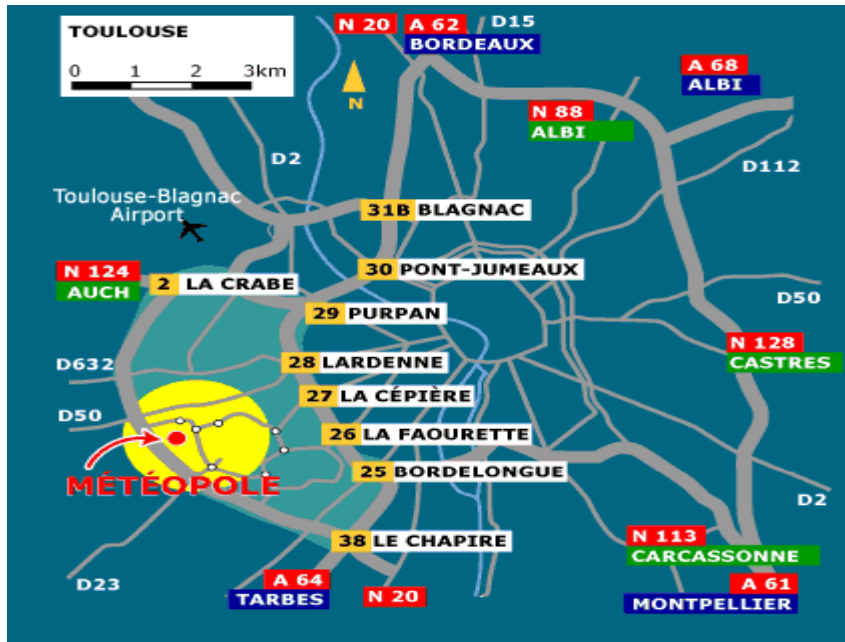 TOULOUSE
0 1 2 3km
N
N 20
A 62
D15
BORDEAUX
A 68
ALBI
N 88
ALBI
D2
D112
Toulouse-Blagnac
Airport
31B BLAGNAC
30 PONT-JUMEAUX
N 124
AUCH
2 LA CRABE
D50
29 PURPAN
N 128
CASTRES
D632
28 LARDENNE
27 LA CÉPIÈRE
D50
26 LA FAOURETTE
25 BORDELONGUE
MÉTÉOPOLE
D2
38 LE CHAPIRE
N 113
CARCASSONNE
D23
A 64
TARBES
N 20
A 61
MONTPELLIER